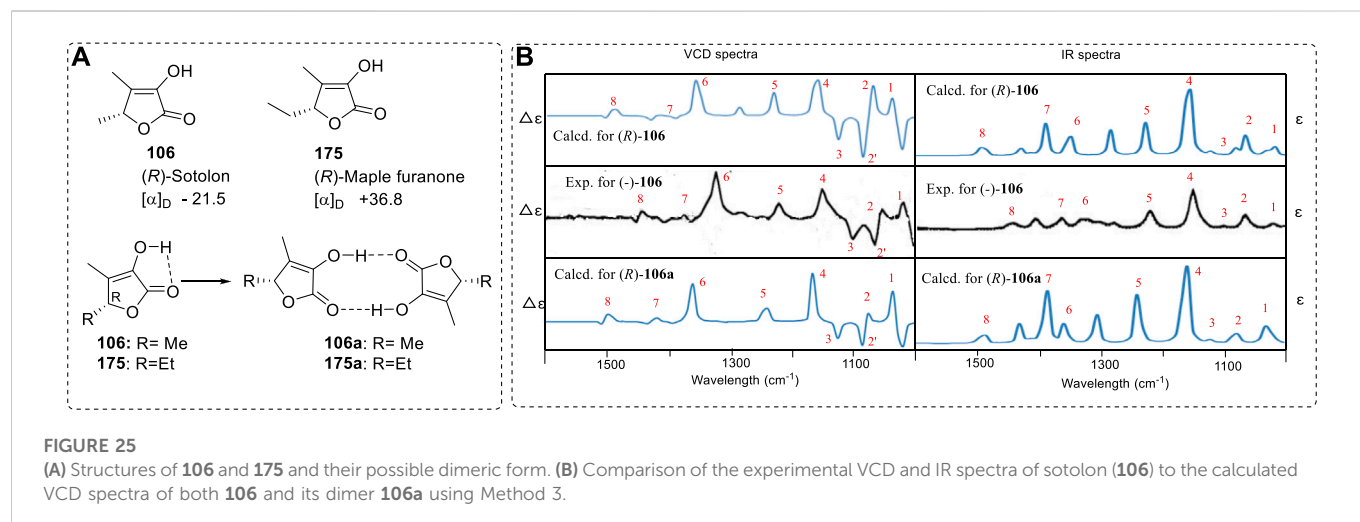 A
OH
O
O
106
(R)-Sotolon
[α]D - 21.5
OH
O
O
175
(R)-Maple furanone
[α]D +36.8
O-H
R
O
O
R
106: R= Me
175: R=Et
O-H
O
R
O
O
O
R
O
H-O
106a: R= Me
175a: R=Et
B
VCD spectra
IR spectra
△ε
8
7
6
5
4
3
2
2'
1
Calcd. for (R)-106
Calcd. for (R)-106
8
7
6
5
4
3
2
1
ε
△ε
Exp. for (-)-106
8
7
6
5
4
3
2
2'
1
Exp. for (-)-106
8
7
6
5
4
3
2
1
ε
△ε
Calcd. for (R)-106a
8
7
6
5
4
3
2
2'
1
Calcd. for (R)-106a
8
7
6
5
4
3
2
1
ε
1500
1300
1100
1500
1300
1100
Wavelength (cm-1)
Wavelength (cm-1)
FIGURE 25
(A) Structures of 106 and 175 and their possible dimeric form. (B) Comparison of the experimental VCD and IR spectra of sotolon (106) to the calculated
VCD spectra of both 106 and its dimer 106a using Method 3.